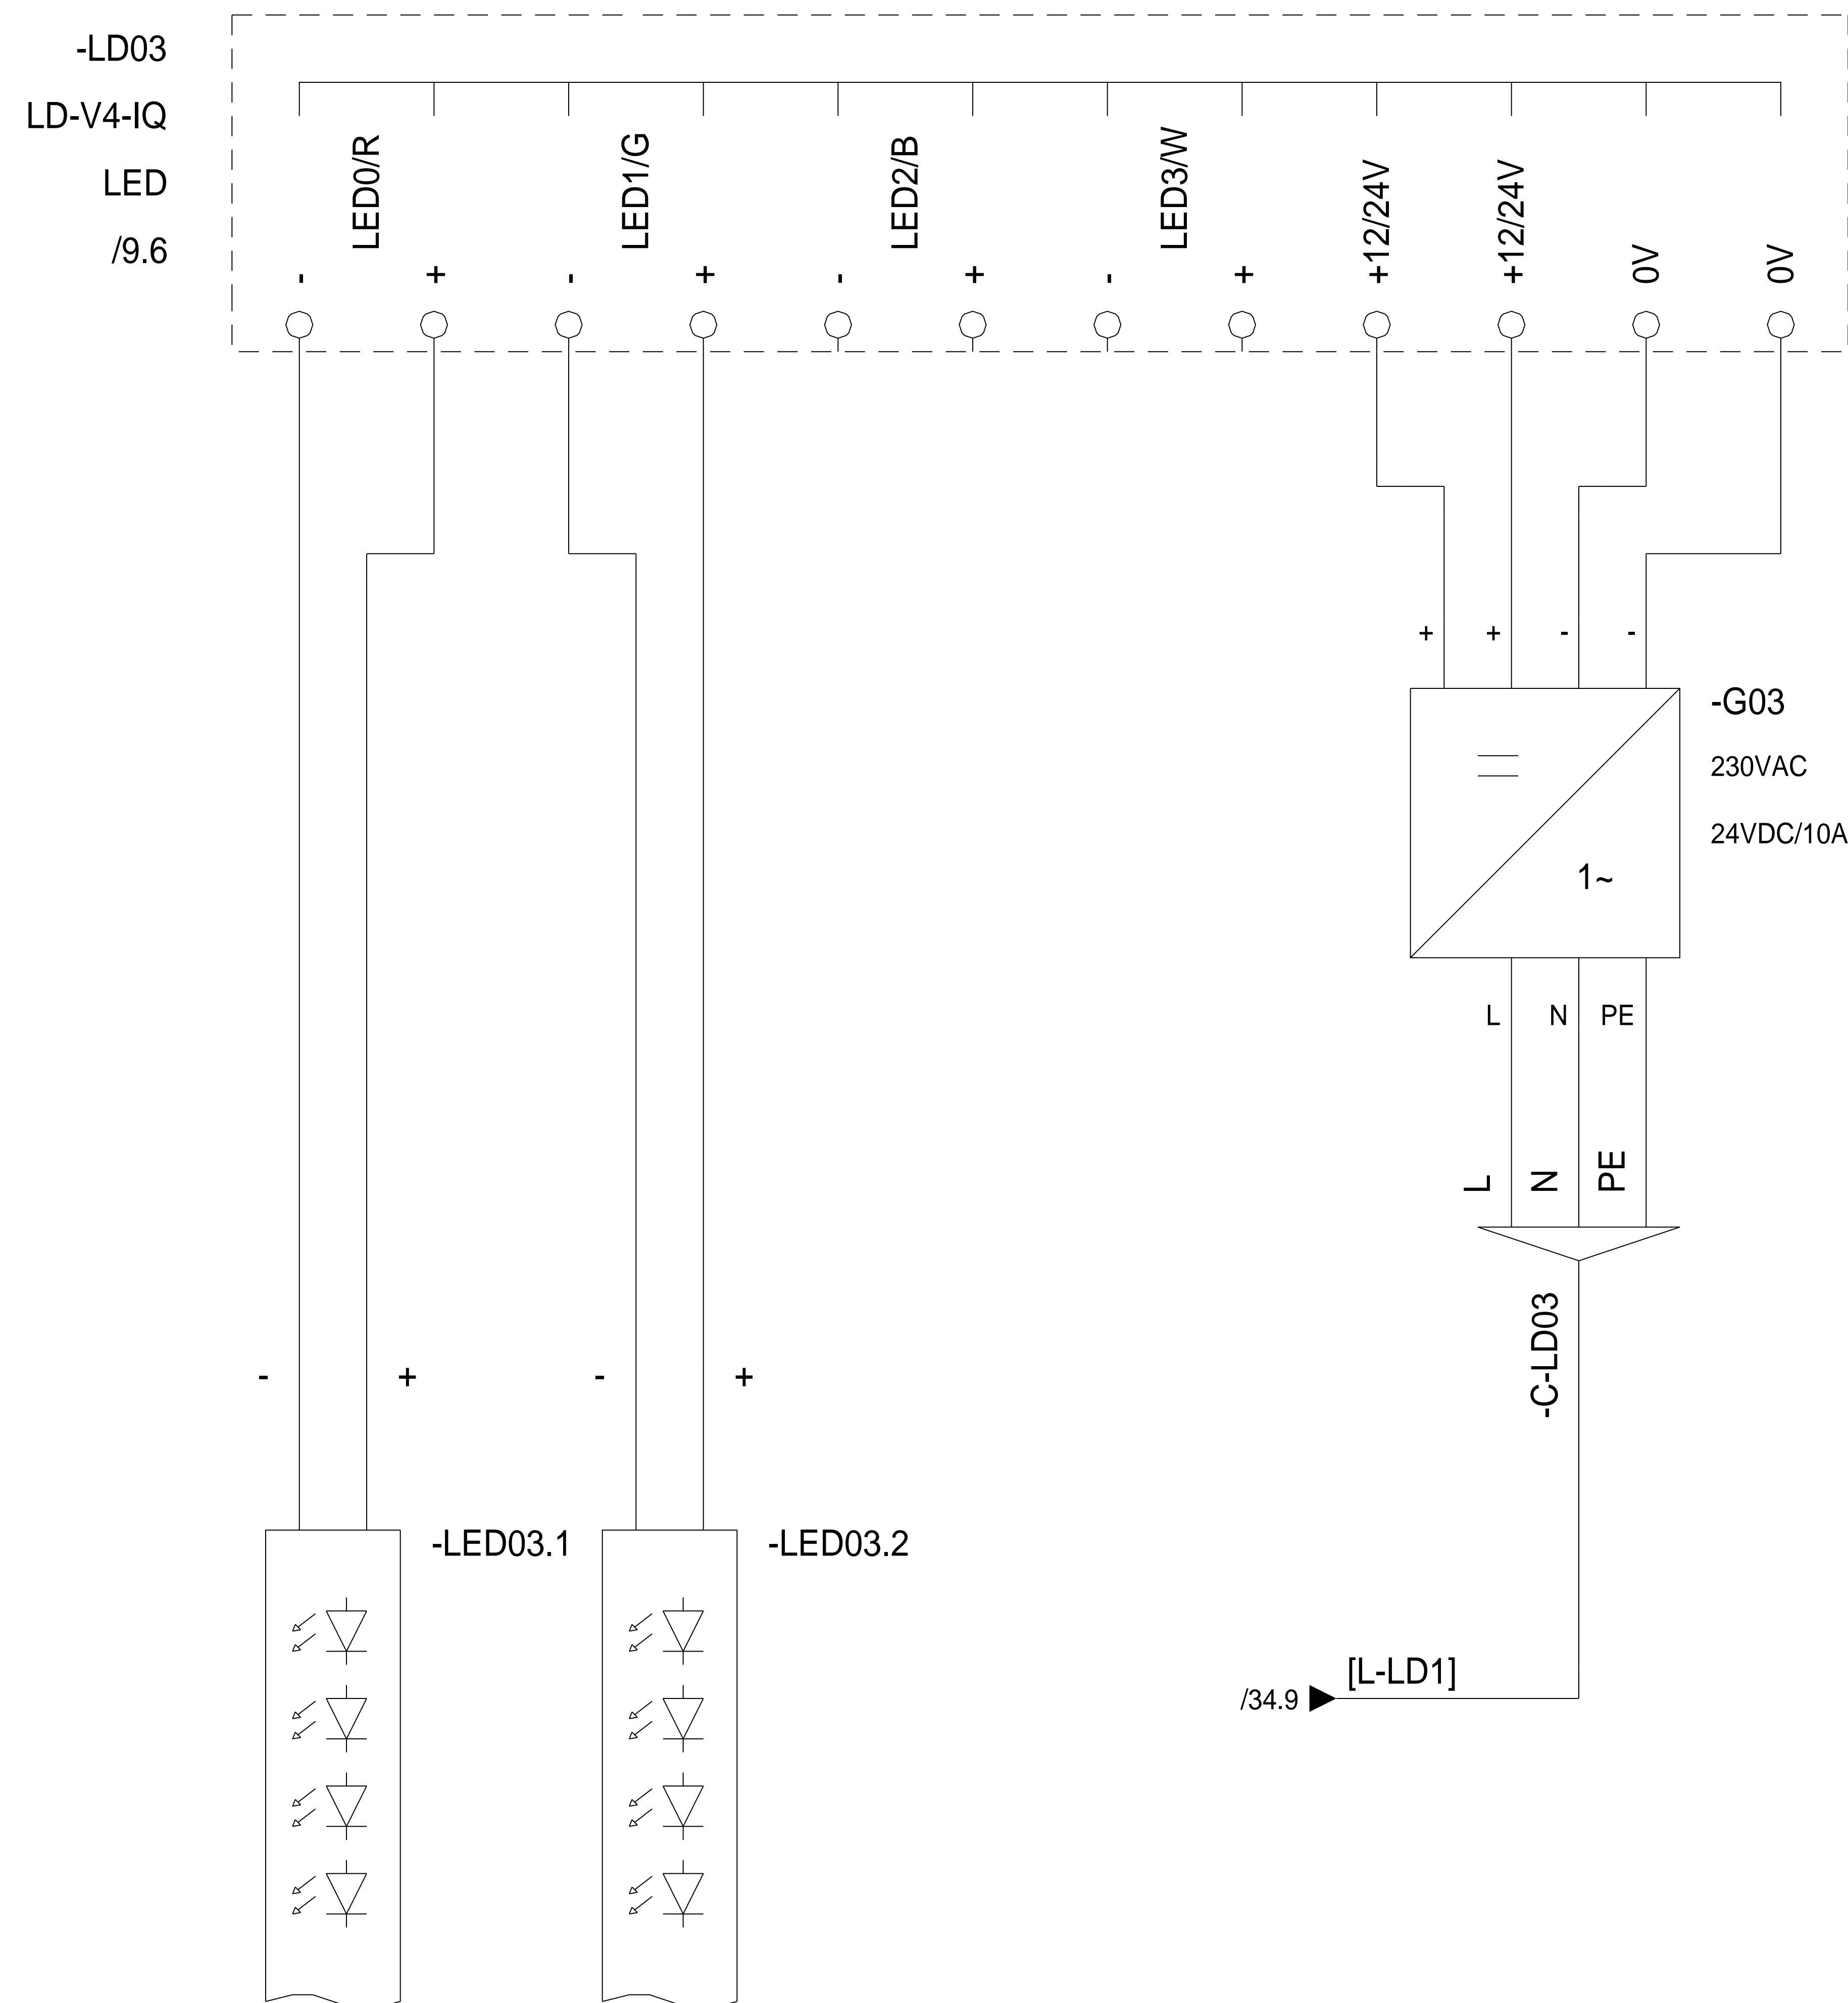 -LD03
LD-V4-IQ
LED
/9.6
LED0/R
LED1/G
LED2/B
LED3/W
+12/24V
+12/24V
0V
0V
- + - + - + - +
+ + - -
-G03
230VAC
24VDC/10A
1~
L N PE
L N PE
-C-LD03
- + - +
-LED03.1
-LED03.2
[L-LD1]
/34.9